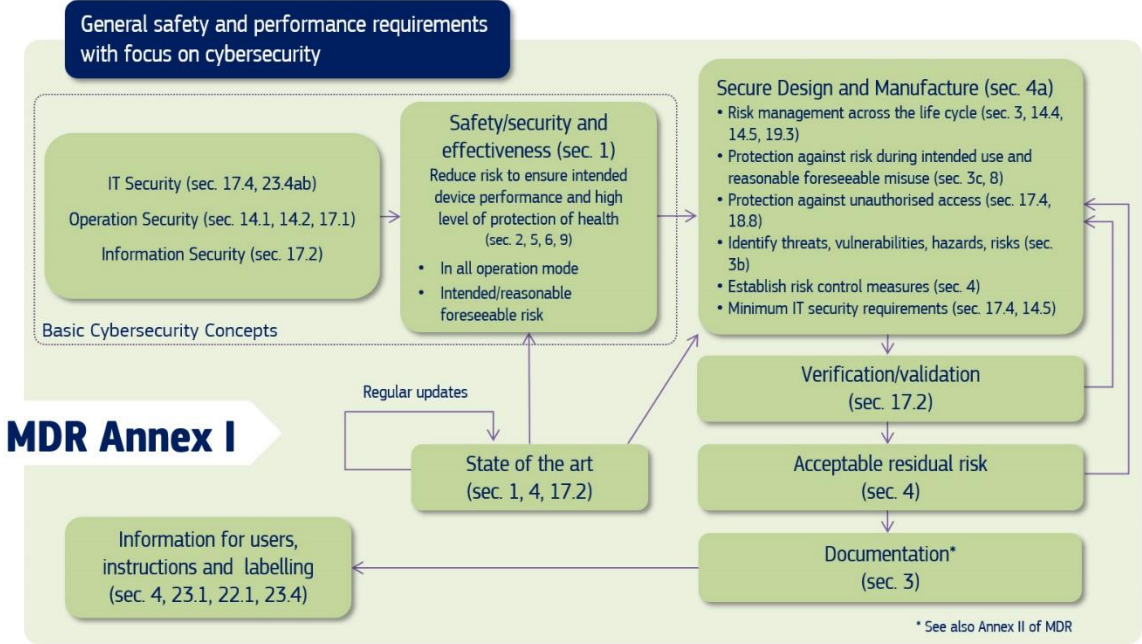 General safety and performance requirements
with focus on cybersecurity
IT Security (sec. 17.4, 23.4ab)
Operation Security (sec. 14.1, 14.2, 17.1)
Information Security (sec. 17.2)
Basic Cybersecurity Concepts
Safety/security and
effectiveness (sec. 1)
Reduce risk to ensure intended
device performance and high
level of protection of health
(sec. 2, 5, 6, 9)
• In all operation mode
• Intended/reasonable
foreseeable risk
Secure Design and Manufacture (sec. 4a)
• Risk management across the life cycle (sec. 3, 14.4,
14.5, 19.3)
• Protection against risk during intended use and
reasonable foreseeable misuse (sec. 3c, 8)
• Protection against unauthorised access (sec. 17.4,
18.8)
• Identify threats, vulnerabilities, hazards, risks (sec.
3b)
• Establish risk control measures (sec. 4)
• Minimum IT security requirements (sec. 17.4, 14.5)
Verification/validation
(sec. 17.2)
Regular updates
MDR Annex I
State of the art
(sec. 1, 4, 17.2)
Acceptable residual risk
(sec. 4)
Information for users,
instructions and labelling
(sec. 4, 23.1, 22.1, 23.4)
Documentation*
(sec. 3)
* See also Annex II of MDR